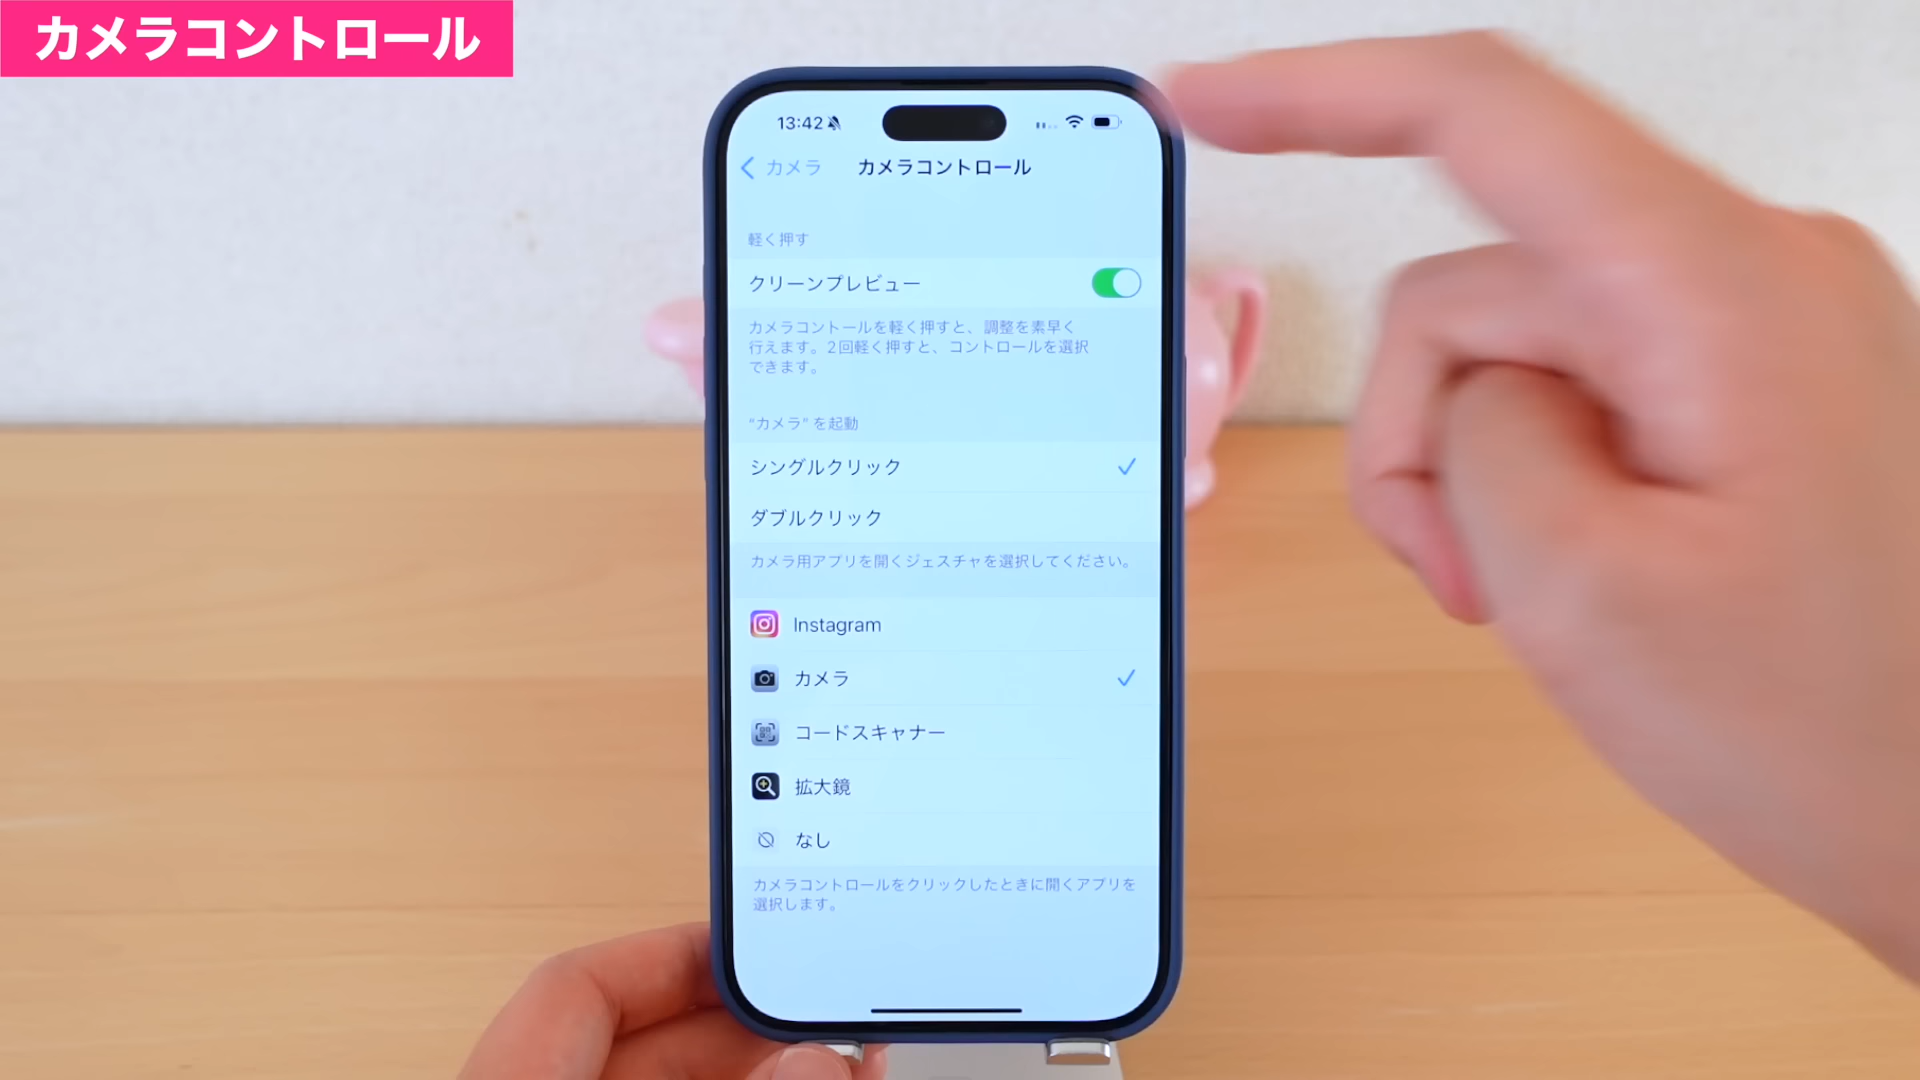 カメラコントロール
13:42
カメラ
カメラコントロール
軽く押す
クリーンプレビュー
カメラコントールを軽く押すと、調整を素早く
行えます。2回軽く押すと、コントロールを選択
できます。
“カメラ”を起動
シングルクリック
ダブルクリック
カメラ用アプリを開くジェスチャを選択してください。
Instagram
カメラ
コードスキャナー
拡大鏡
なし
カメラコントロールをクリックしたときに開くアプリを
選択します。